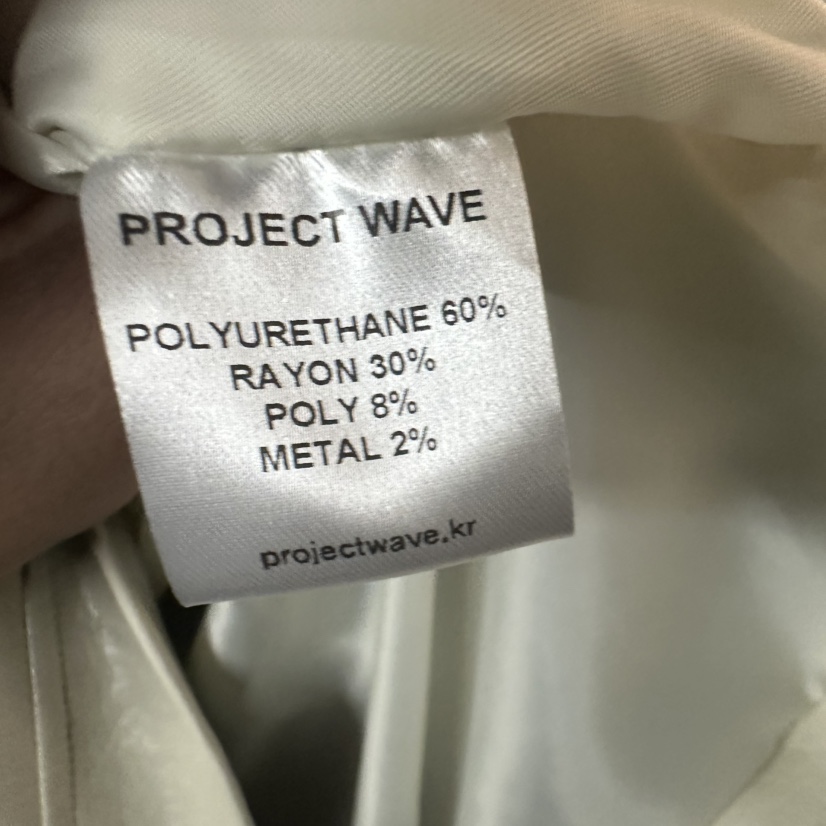 PROJECT WAVE
POLYURETHANE 60%
RAYON 30%
POLY 8%
METAL 2%
projectwave.kr